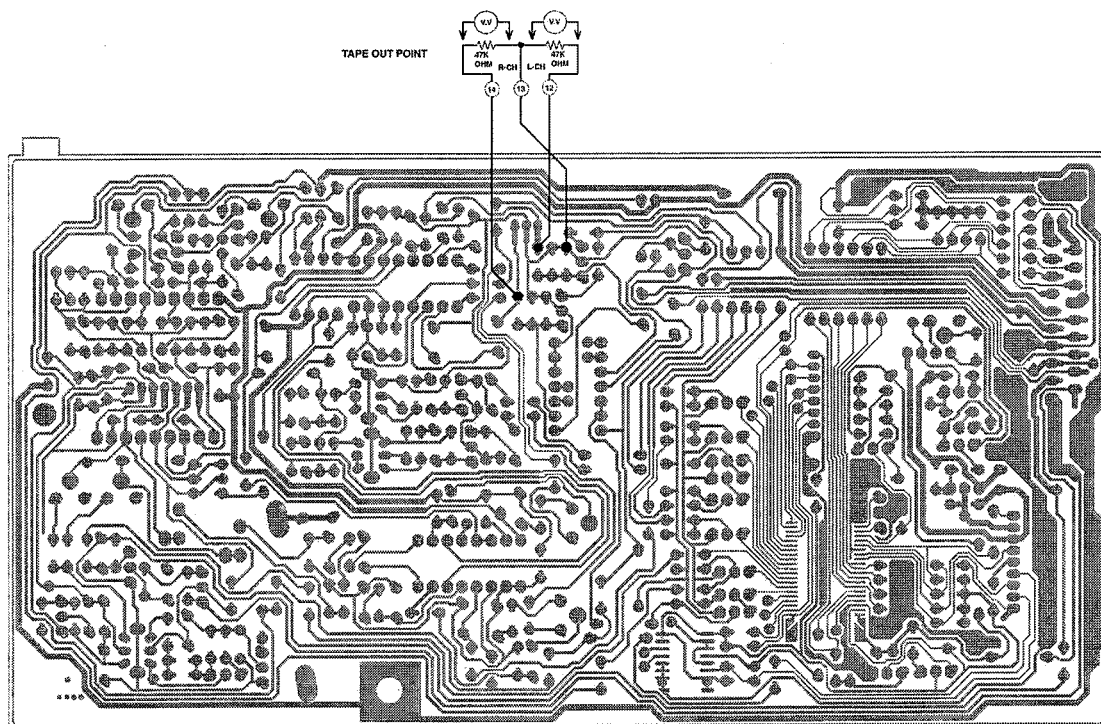 V.V V.V
TAPE OUT POINT
47K OHM 47K OHM
R-CH L-CH
14 13 12